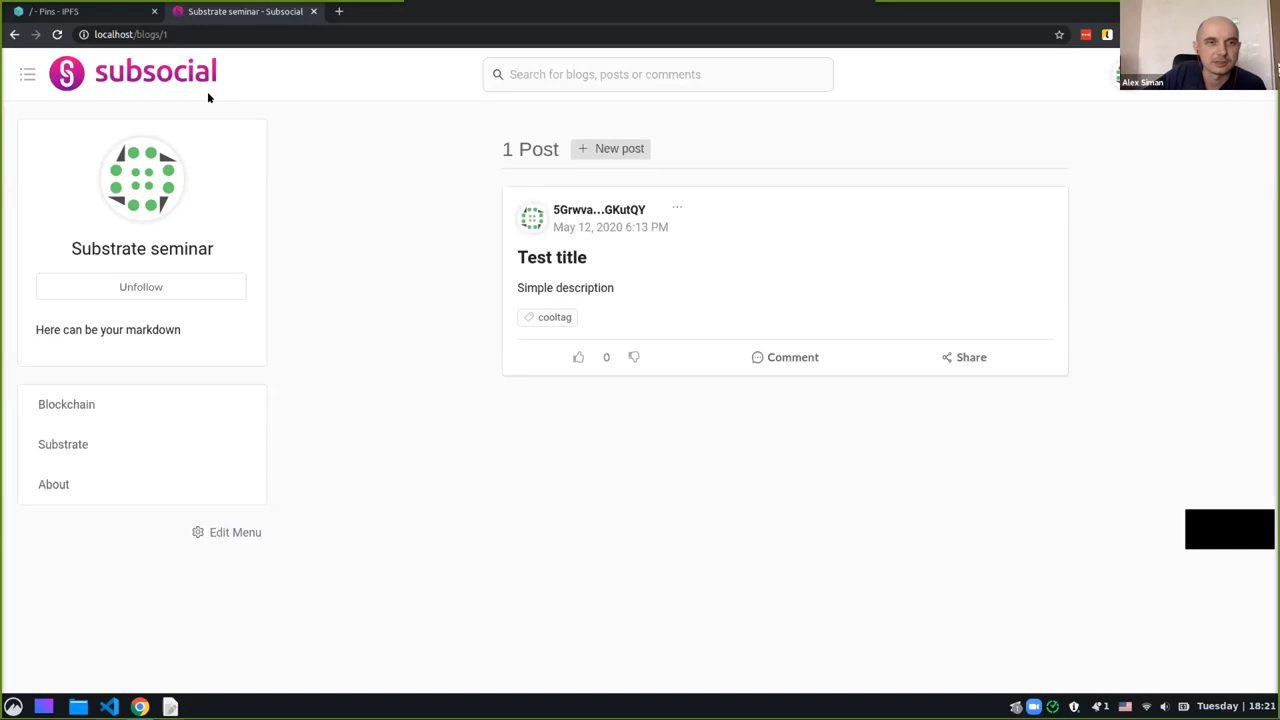 / - Pins - IPFS
Substrate seminar - Subsocial
localhost/blogs/1
subsocial
Search for blogs, posts or comments
Alex Siman
Substrate seminar
Unfollow
Here can be your markdown
Blockchain
Substrate
About
Edit Menu
1 Post
+ New post
5Grwva...GKutQY
May 12, 2020 6:13 PM
Test title
Simple description
cooltag
0
Comment
Share
1
Tuesday | 18:21